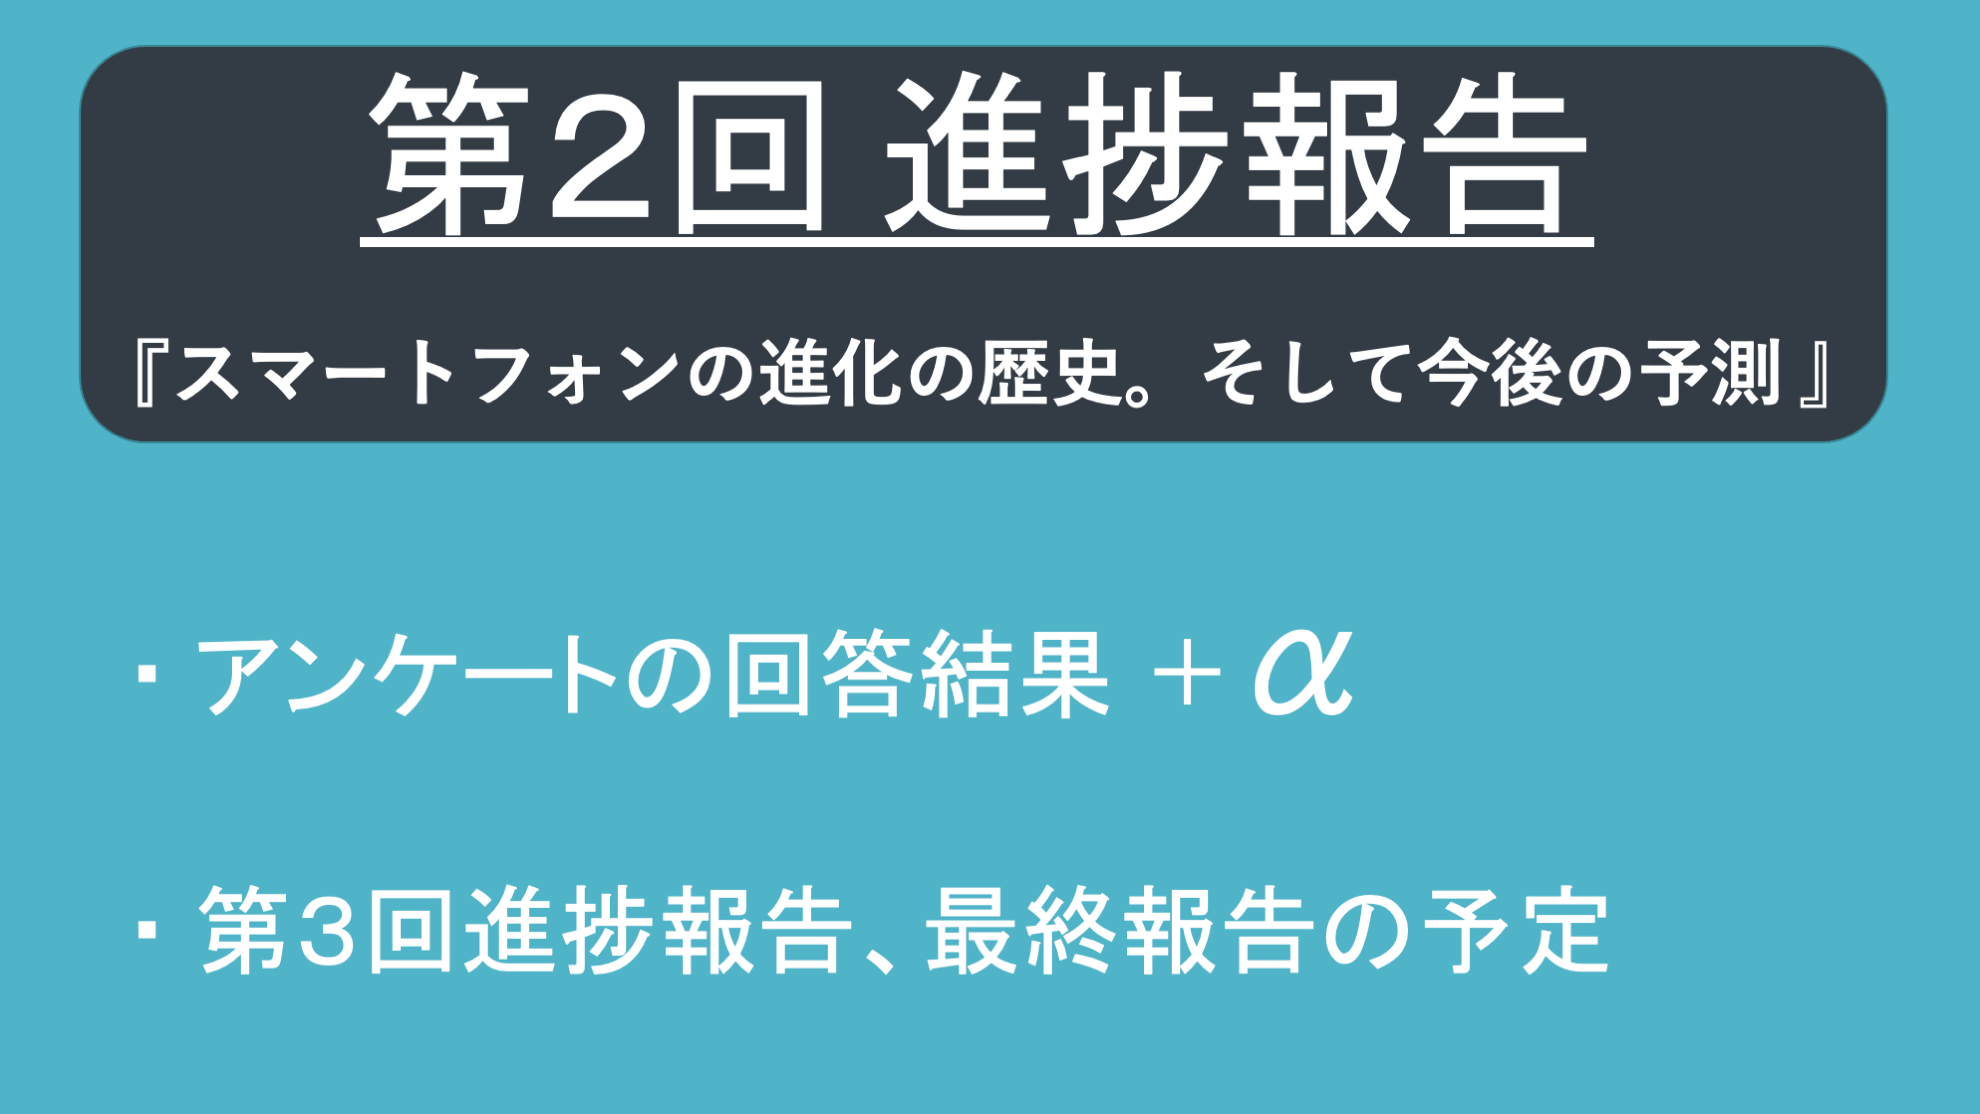 第2回 進捗報告
『スマートフォンの進化の歴史。そして今後の予測 』
・アンケートの回答結果 +α
・第3回進捗報告、最終報告の予定